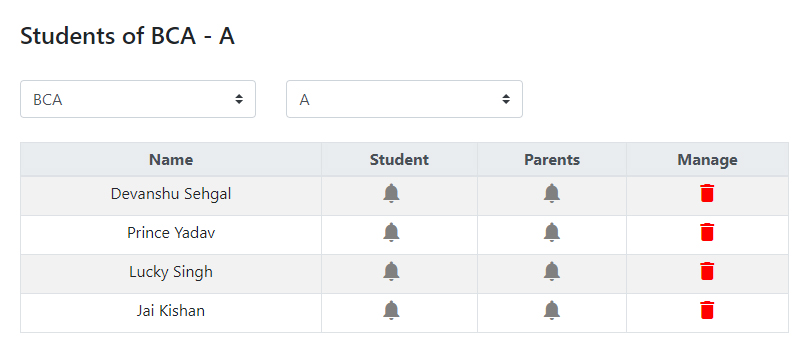 Students of BCA - A
BCA A
Name Student Parents Manage
Devanshu Sehgal
Prince Yadav
Lucky Singh
Jai Kishan